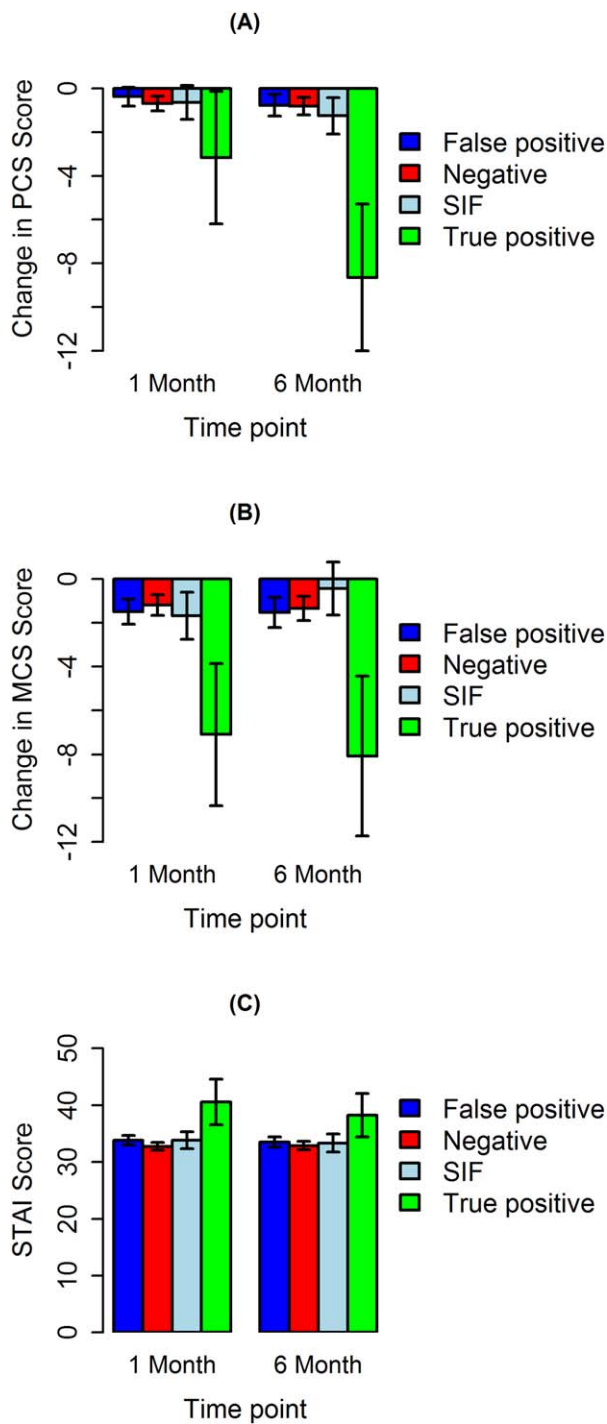 (A)
Change in PCS Score
0
-4
-8
-12
1 Month
6 Month
Time point
False positive
Negative
SIF
True positive
(B)
Change in MCS Score
0
-4
-8
-12
1 Month
6 Month
Time point
False positive
Negative
SIF
True positive
(C)
STAI Score
50
40
30
20
10
0
1 Month
6 Month
Time point
False positive
Negative
SIF
True positive